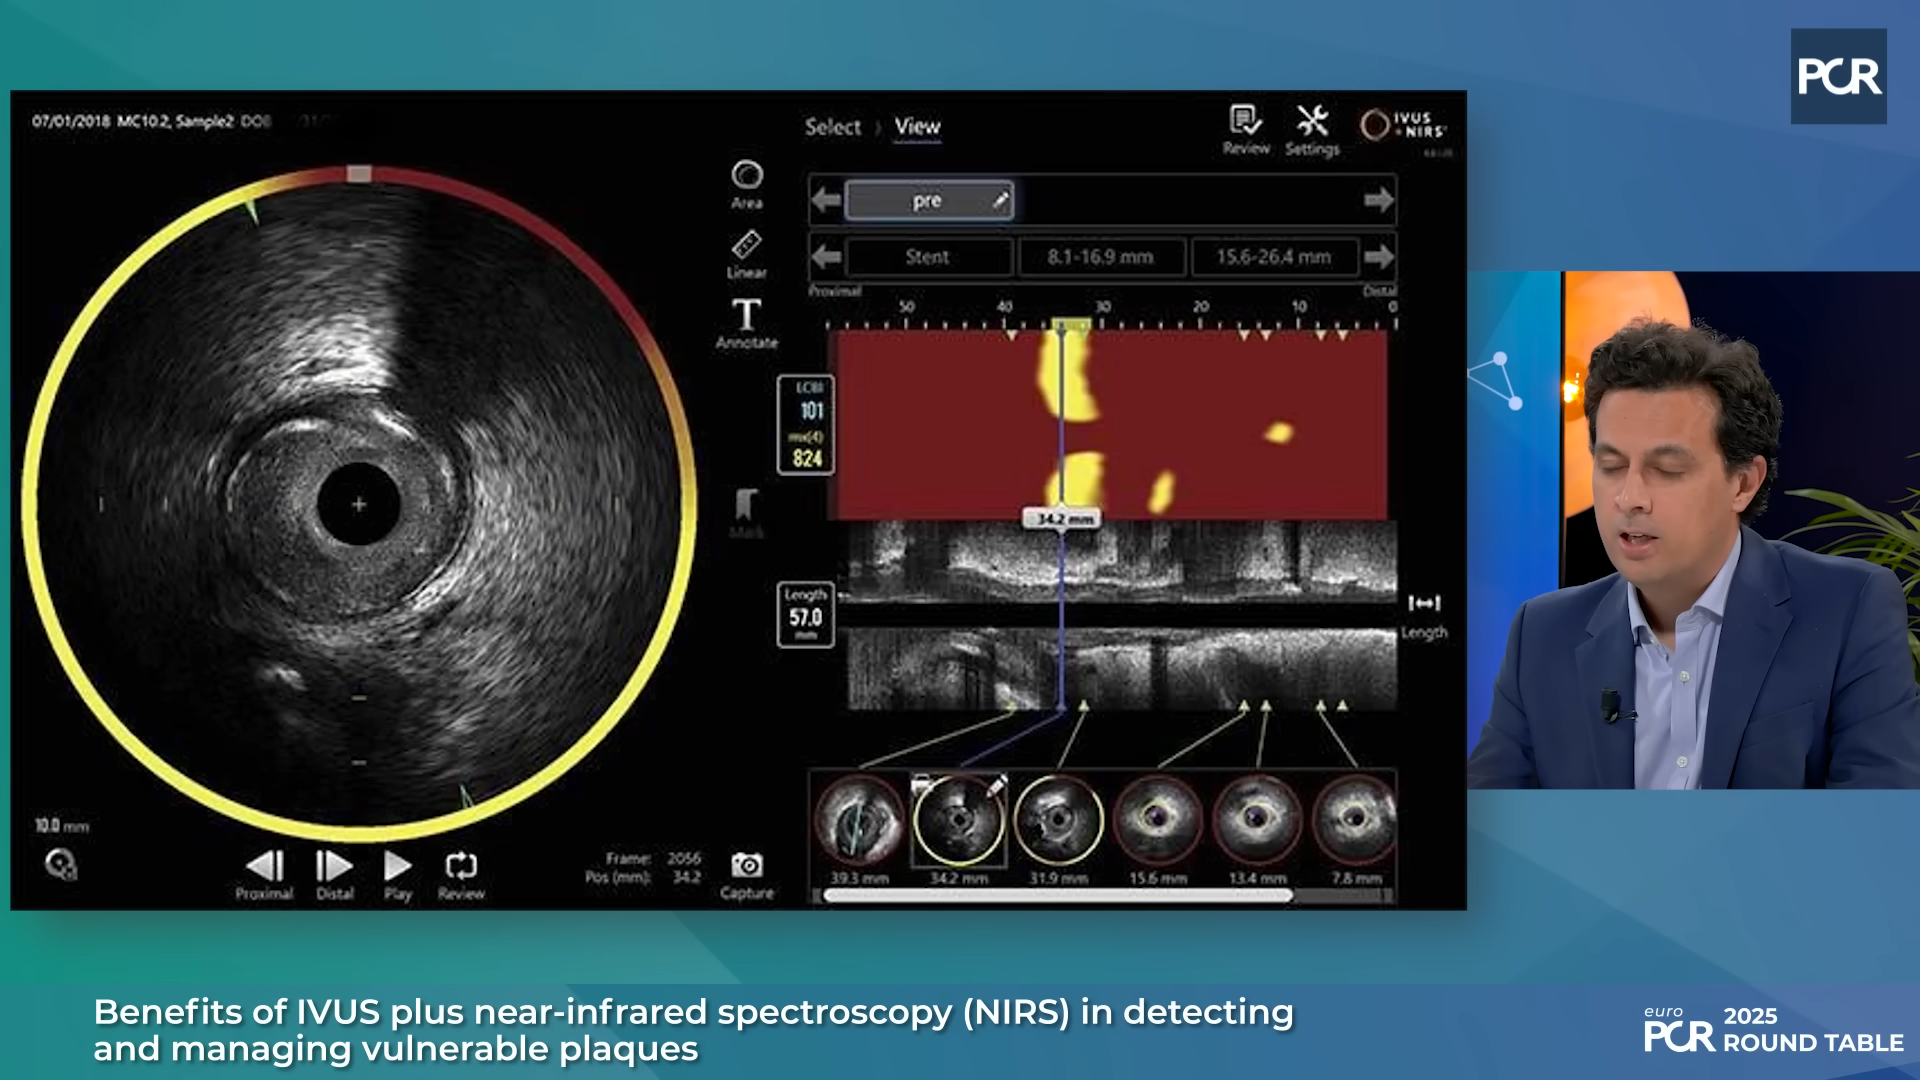 PCR
07/01/2018 MC10.2, Sample2 DOB
Select
View
Review
Settings
IVUS
+NIRS
Area
Linear
Annotate
Mark
pre
Stent
8.1-16.9 mm
15.6-26.4 mm
Proximal
Distal
50 40 30 20 10 0
LCBI
101
mx(4)
824
34.2 mm
Length
57.0
mm
Length
39.3 mm
34.2 mm
31.9 mm
15.6 mm
13.4 mm
7.8 mm
10.0 mm
Proximal
Distal
Play
Review
Frame: 2056
Pos (mm): 34.2
Capture
Benefits of IVUS plus near-infrared spectroscopy (NIRS) in detecting
and managing vulnerable plaques
euro
PCR
2025
ROUND TABLE